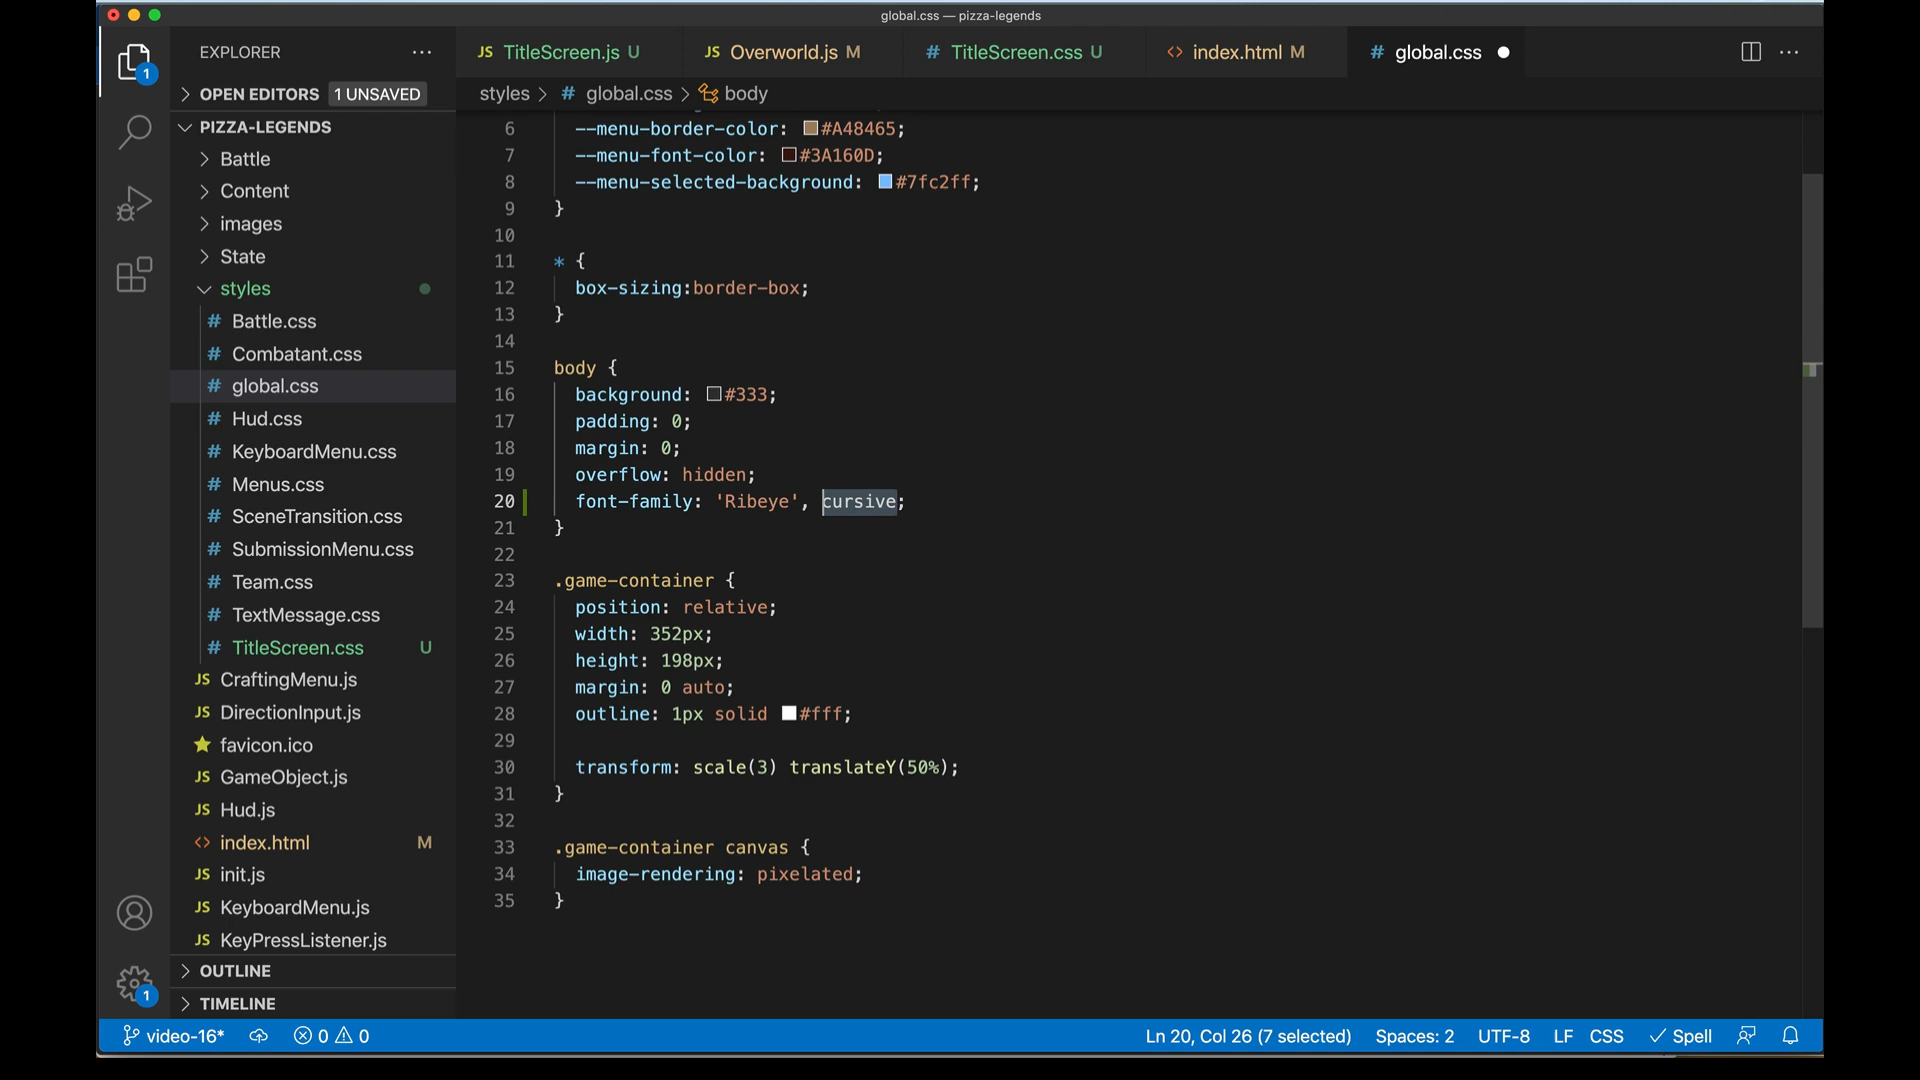 global.css — pizza-legends
EXPLORER
JS TitleScreen.js U
JS Overworld.js M
# TitleScreen.css U
<> index.html M
# global.css
1
OPEN EDITORS 1 UNSAVED
styles > # global.css > body
PIZZA-LEGENDS
Battle
Content
images
State
styles
# Battle.css
# Combatant.css
# global.css
# Hud.css
# KeyboardMenu.css
# Menus.css
# SceneTransition.css
# SubmissionMenu.css
# Team.css
# TextMessage.css
# TitleScreen.css U
JS CraftingMenu.js
JS DirectionInput.js
favicon.ico
JS GameObject.js
JS Hud.js
<> index.html M
JS init.js
JS KeyboardMenu.js
JS KeyPressListener.js
OUTLINE
TIMELINE
1
6 --menu-border-color: #A48465;
7 --menu-font-color: #3A160D;
8 --menu-selected-background: #7fc2ff;
9 }
10
11 * {
12 box-sizing:border-box;
13 }
14
15 body {
16 background: #333;
17 padding: 0;
18 margin: 0;
19 overflow: hidden;
20 font-family: 'Ribeye', cursive;
21 }
22
23 .game-container {
24 position: relative;
25 width: 352px;
26 height: 198px;
27 margin: 0 auto;
28 outline: 1px solid #fff;
29
30 transform: scale(3) translateY(50%);
31 }
32
33 .game-container canvas {
34 image-rendering: pixelated;
35 }
video-16* 0 0 Ln 20, Col 26 (7 selected) Spaces: 2 UTF-8 LF CSS Spell